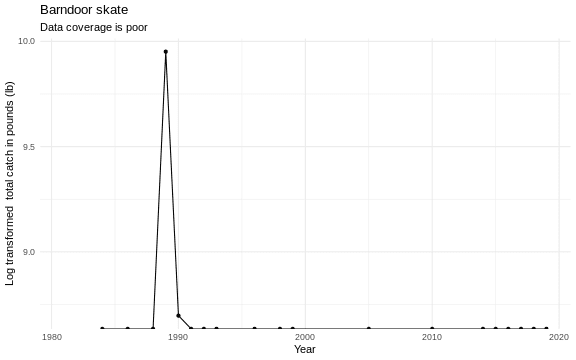 Barndoor skate
Data coverage is poor
Log transformed  total catch in pounds (lb)
10.0
9.5
9.0
1980
1990
2000
2010
2020
Year